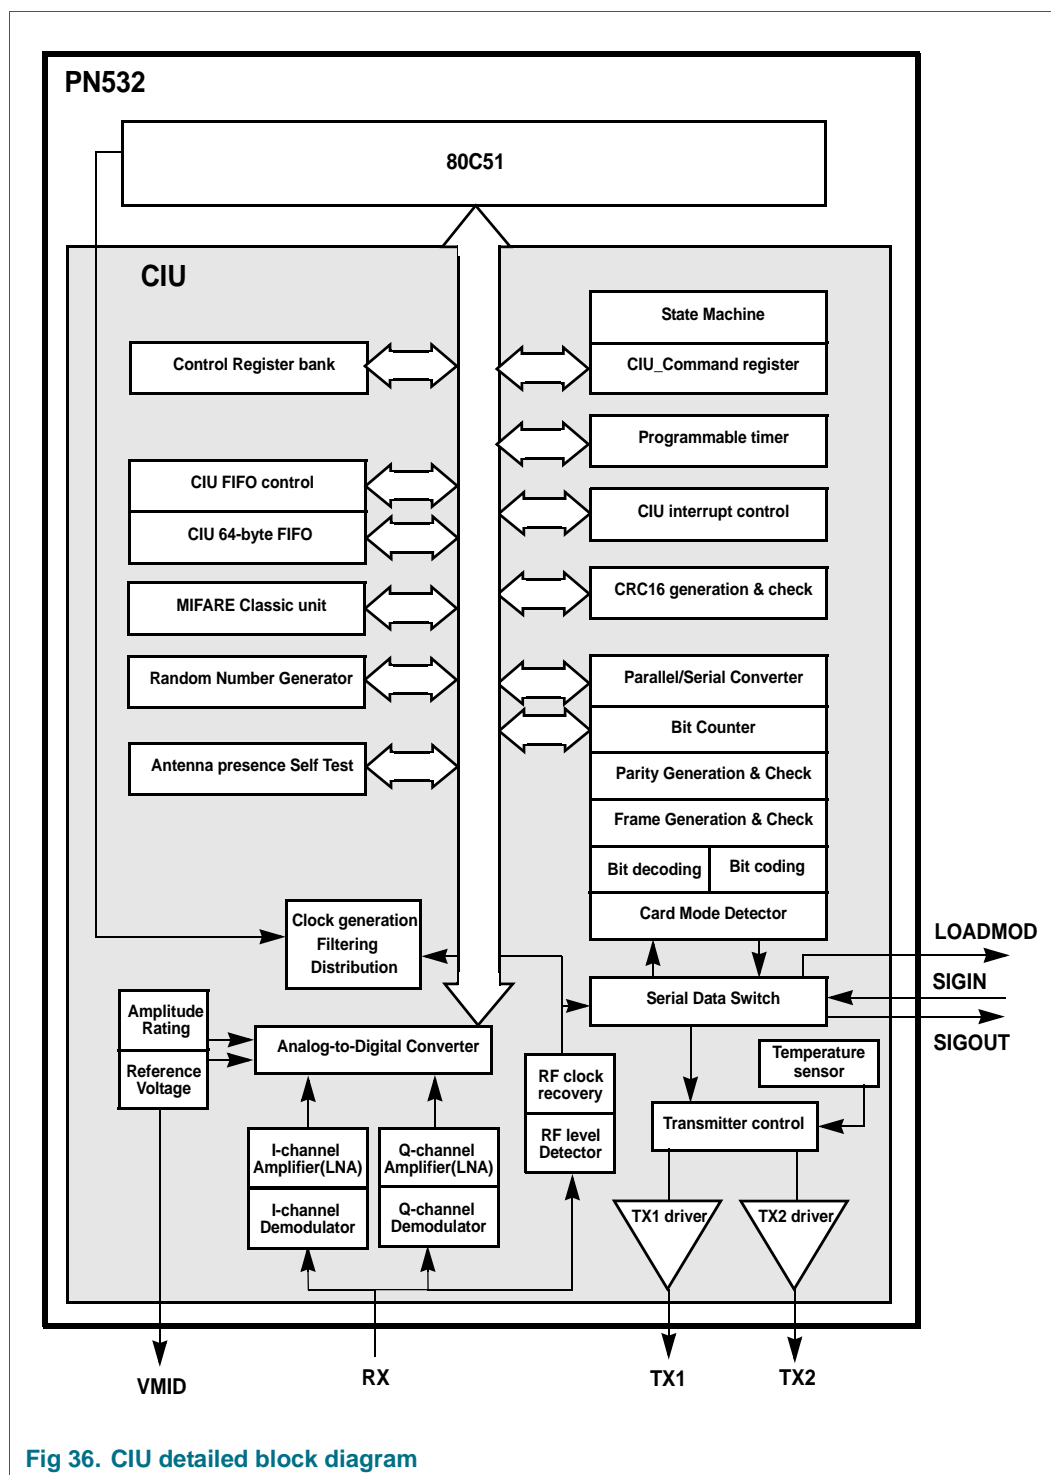 PN532
80C51
CIU
State Machine
Control Register bank
CIU_Command register
Programmable timer
CIU FIFO control
CIU interrupt control
CIU 64-byte FIFO
MIFARE Classic unit
CRC16 generation & check
Random Number Generator
Parallel/Serial Converter
Bit Counter
Antenna presence Self Test
Parity Generation & Check
Frame Generation & Check
Bit decoding
Bit coding
Card Mode Detector
Clock generation
Filtering
Distribution
LOADMOD
SIGIN
SIGOUT
Serial Data Switch
Amplitude
Rating
Reference
Voltage
Analog-to-Digital Converter
RF clock
recovery
RF level
Detector
Temperature
sensor
Transmitter control
I-channel
Amplifier(LNA)
I-channel
Demodulator
Q-channel
Amplifier(LNA)
Q-channel
Demodulator
TX1 driver
TX2 driver
VMID
RX
TX1
TX2
Fig 36. CIU detailed block diagram